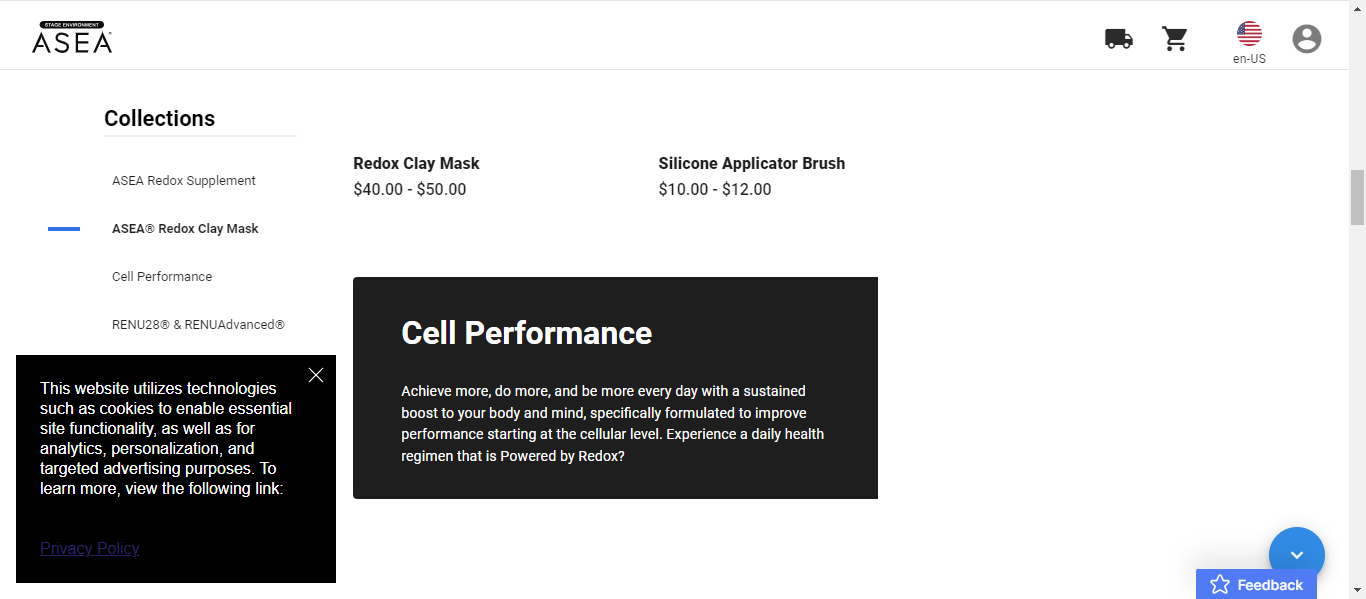 STAGE ENVIRONMENT
ASEA
en-US
Collections
ASEA Redox Supplement
ASEA® Redox Clay Mask
Cell Performance
RENU28® & RENUAdvanced®
Redox Clay Mask
$40.00 - $50.00
Silicone Applicator Brush
$10.00 - $12.00
Cell Performance
Achieve more, do more, and be more every day with a sustained
boost to your body and mind, specifically formulated to improve
performance starting at the cellular level. Experience a daily health
regimen that is Powered by Redox?
This website utilizes technologies
such as cookies to enable essential
site functionality, as well as for
analytics, personalization, and
targeted advertising purposes. To
learn more, view the following link:
Privacy Policy
Feedback